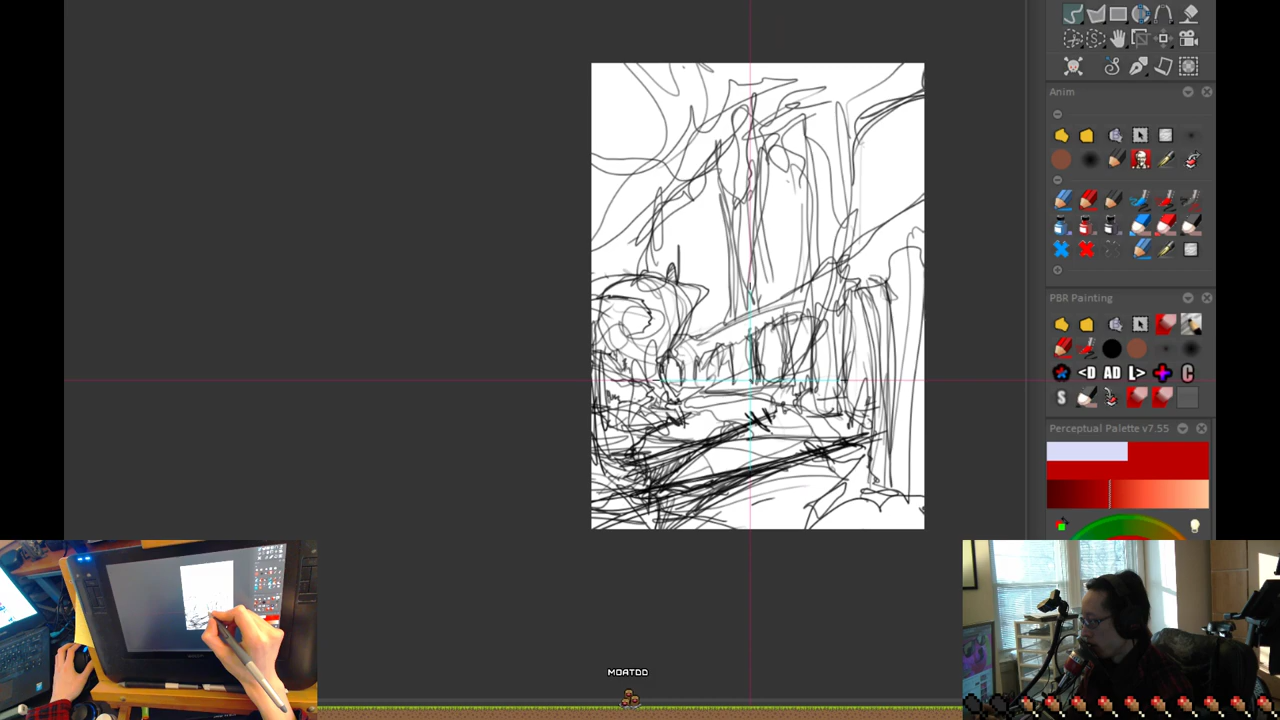 Anim
PBR Painting
<D AD L> C
S
Perceptual Palette v7.55
MOATDD